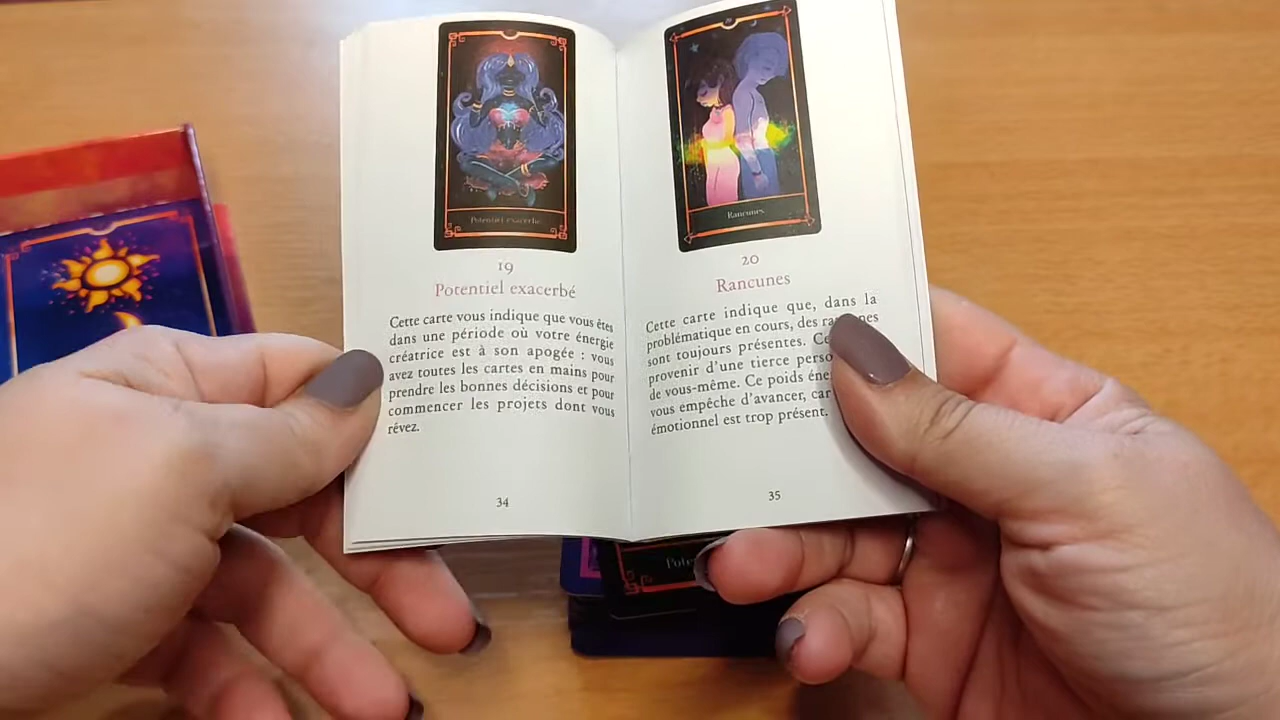 Potentiel exacerbé
19
Potentiel exacerbé
Cette carte vous indique que vous êtes
dans une période où votre énergie
créatrice est à son apogée : vous
avez toutes les cartes en mains pour
prendre les bonnes décisions et pour
commencer les projets dont vous
rêvez.
34
Rancunes
20
Rancunes
Cette carte indique que, dans la
problématique en cours, des
sont toujours présentes.
provenir d'une tierce
de vous-même. Ce poids
vous empêche d'avancer, car
émotionnel est trop présent.
35